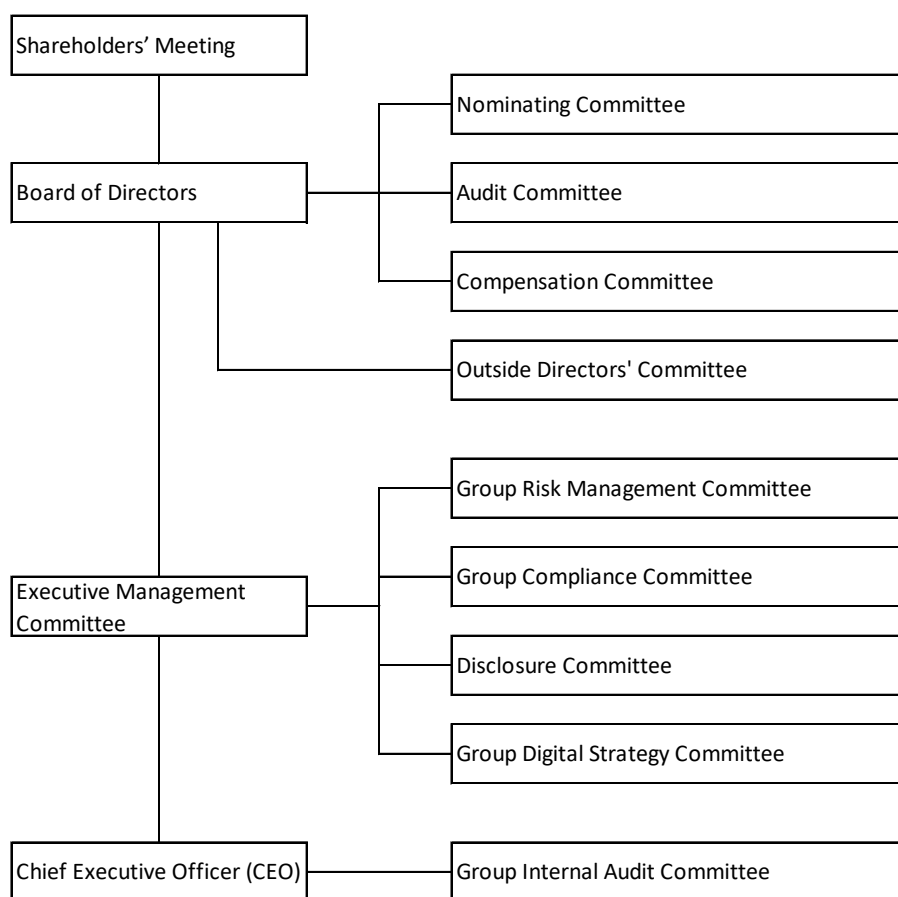 Shareholders’ Meeting
Nominating Committee
Board of Directors
Audit Committee
Compensation Committee
Outside Directors' Committee
Group Risk Management Committee
Group Compliance Committee
Executive Management
Committee
Disclosure Committee
Group Digital Strategy Committee
Chief Executive Officer (CEO)
Group Internal Audit Committee